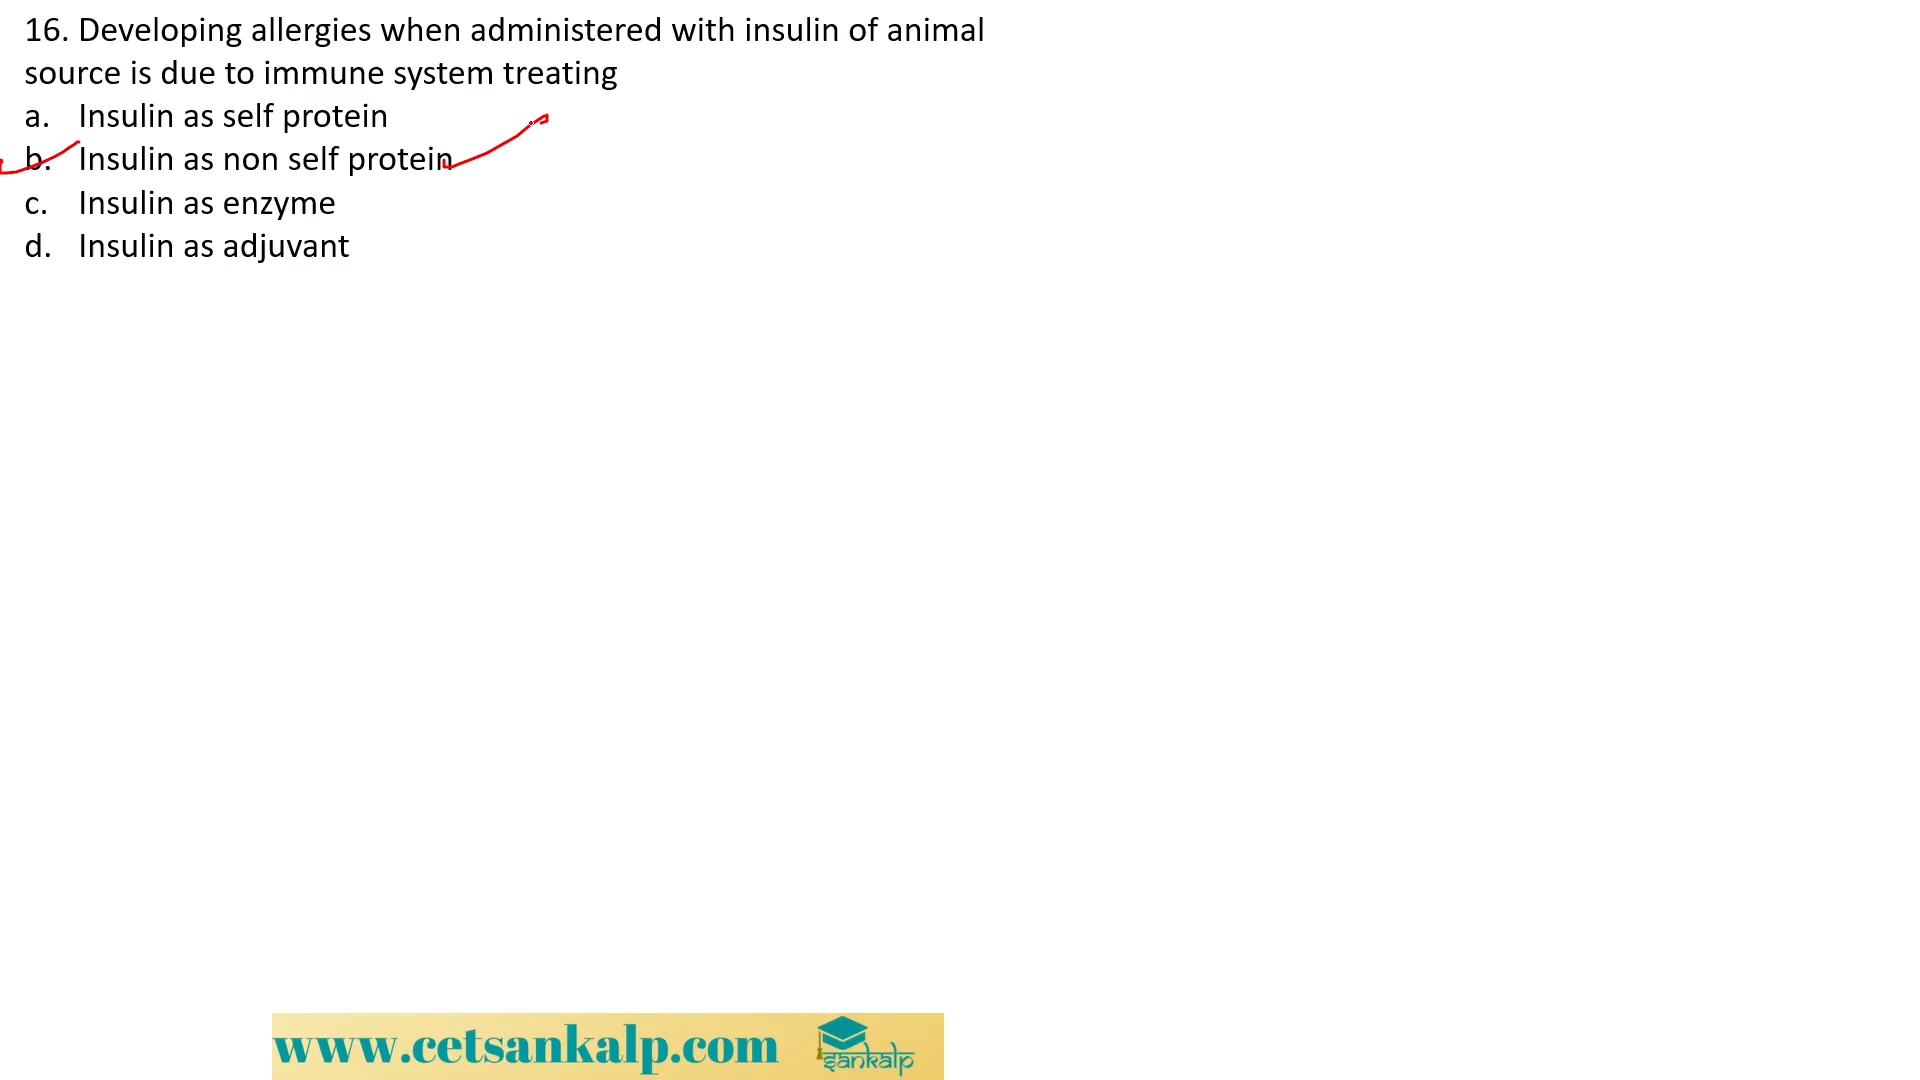 16. Developing allergies when administered with insulin of animal
source is due to immune system treating
a. Insulin as self protein
b. Insulin as non self protein
c. Insulin as enzyme
d. Insulin as adjuvant
www.cetsankalp.com
sankalp